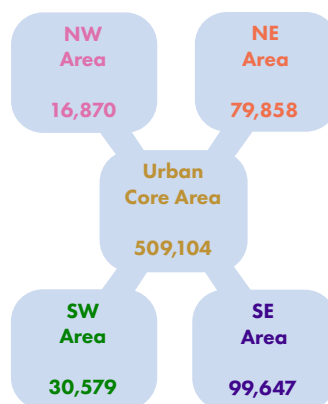 NW
Area
16,870
NE
Area
79,858
Urban
Core Area
509,104
SW
Area
30,579
SE
Area
99,647